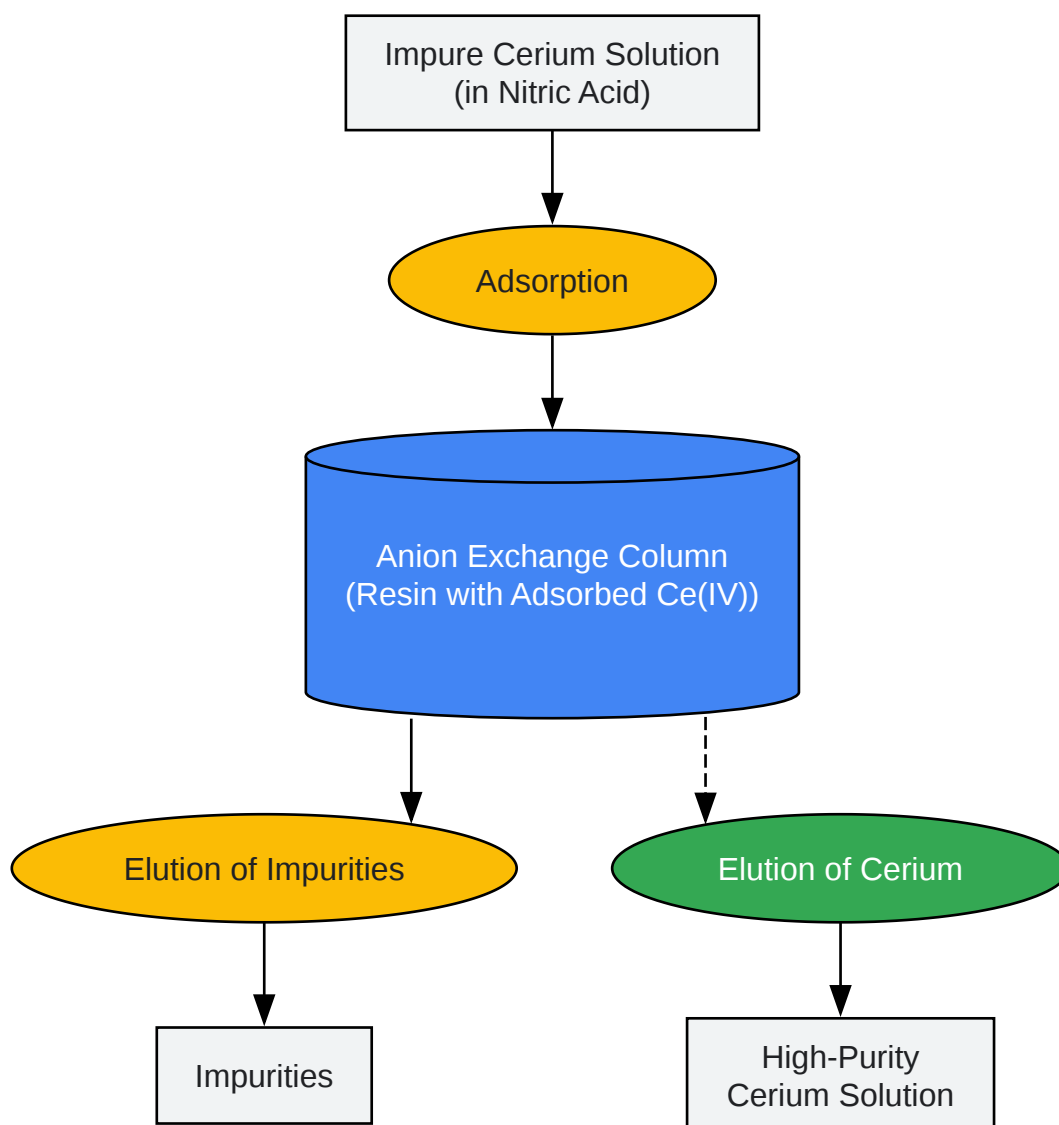 Impure Cerium Solution
(in Nitric Acid)
Adsorption
Anion Exchange Column
(Resin with Adsorbed Ce(IV))
Elution of Impurities
Elution of Cerium
Impurities
High-Purity
Cerium Solution